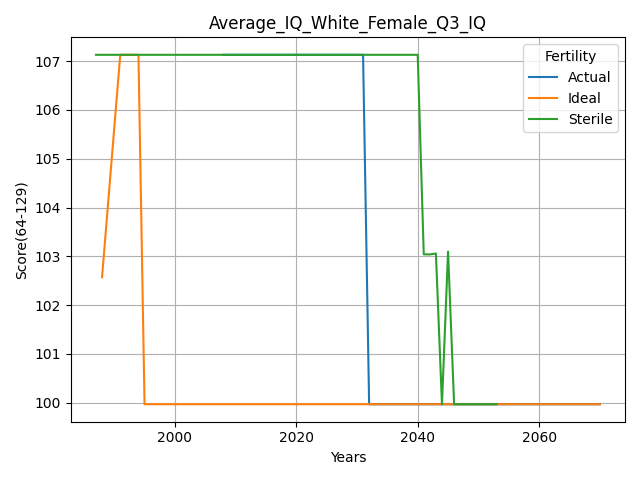 Average_IQ_White_Female_Q3_IQ
Fertility
Actual
Ideal
Sterile
Score(64-129)
107
106
105
104
103
102
101
100
2000
2020
2040
2060
Years